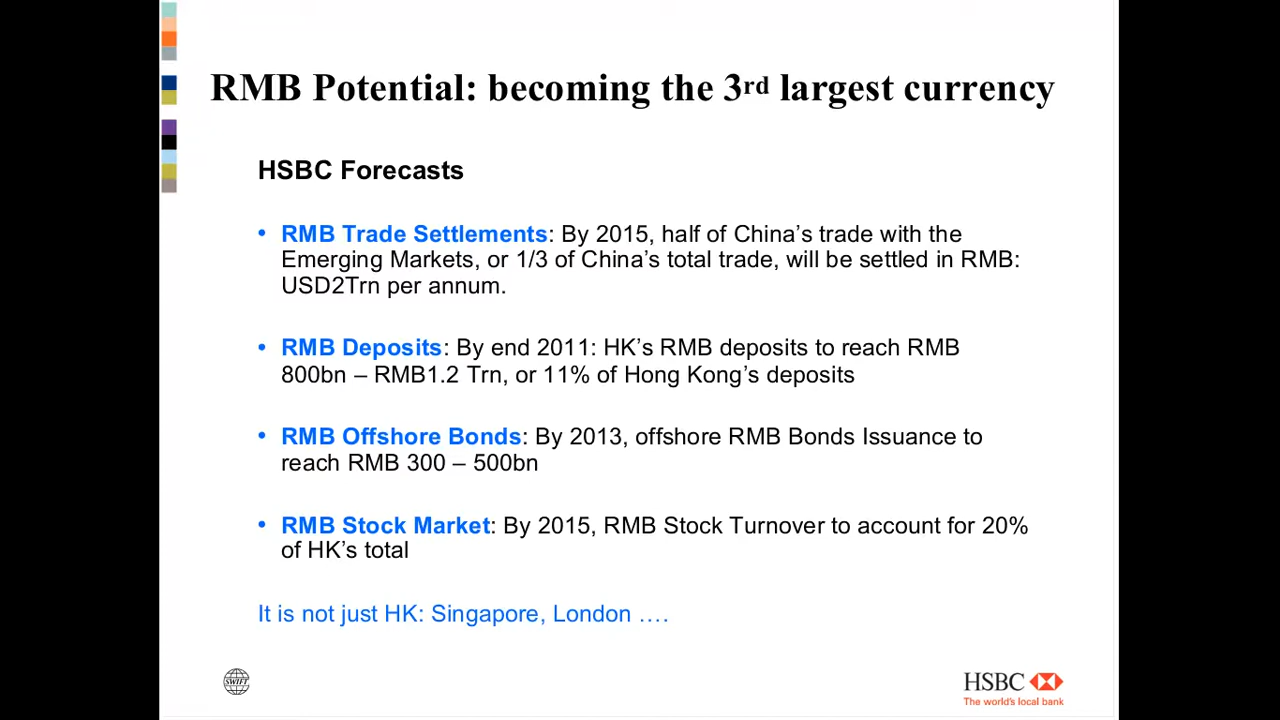 RMB Potential: becoming the 3rd largest currency
HSBC Forecasts
• RMB Trade Settlements: By 2015, half of China’s trade with the
Emerging Markets, or 1/3 of China’s total trade, will be settled in RMB:
USD2Trn per annum.
• RMB Deposits: By end 2011: HK’s RMB deposits to reach RMB
800bn – RMB1.2 Trn, or 11% of Hong Kong’s deposits
• RMB Offshore Bonds: By 2013, offshore RMB Bonds Issuance to
reach RMB 300 – 500bn
• RMB Stock Market: By 2015, RMB Stock Turnover to account for 20%
of HK’s total
It is not just HK: Singapore, London ….
SWIFT
HSBC
The world's local bank